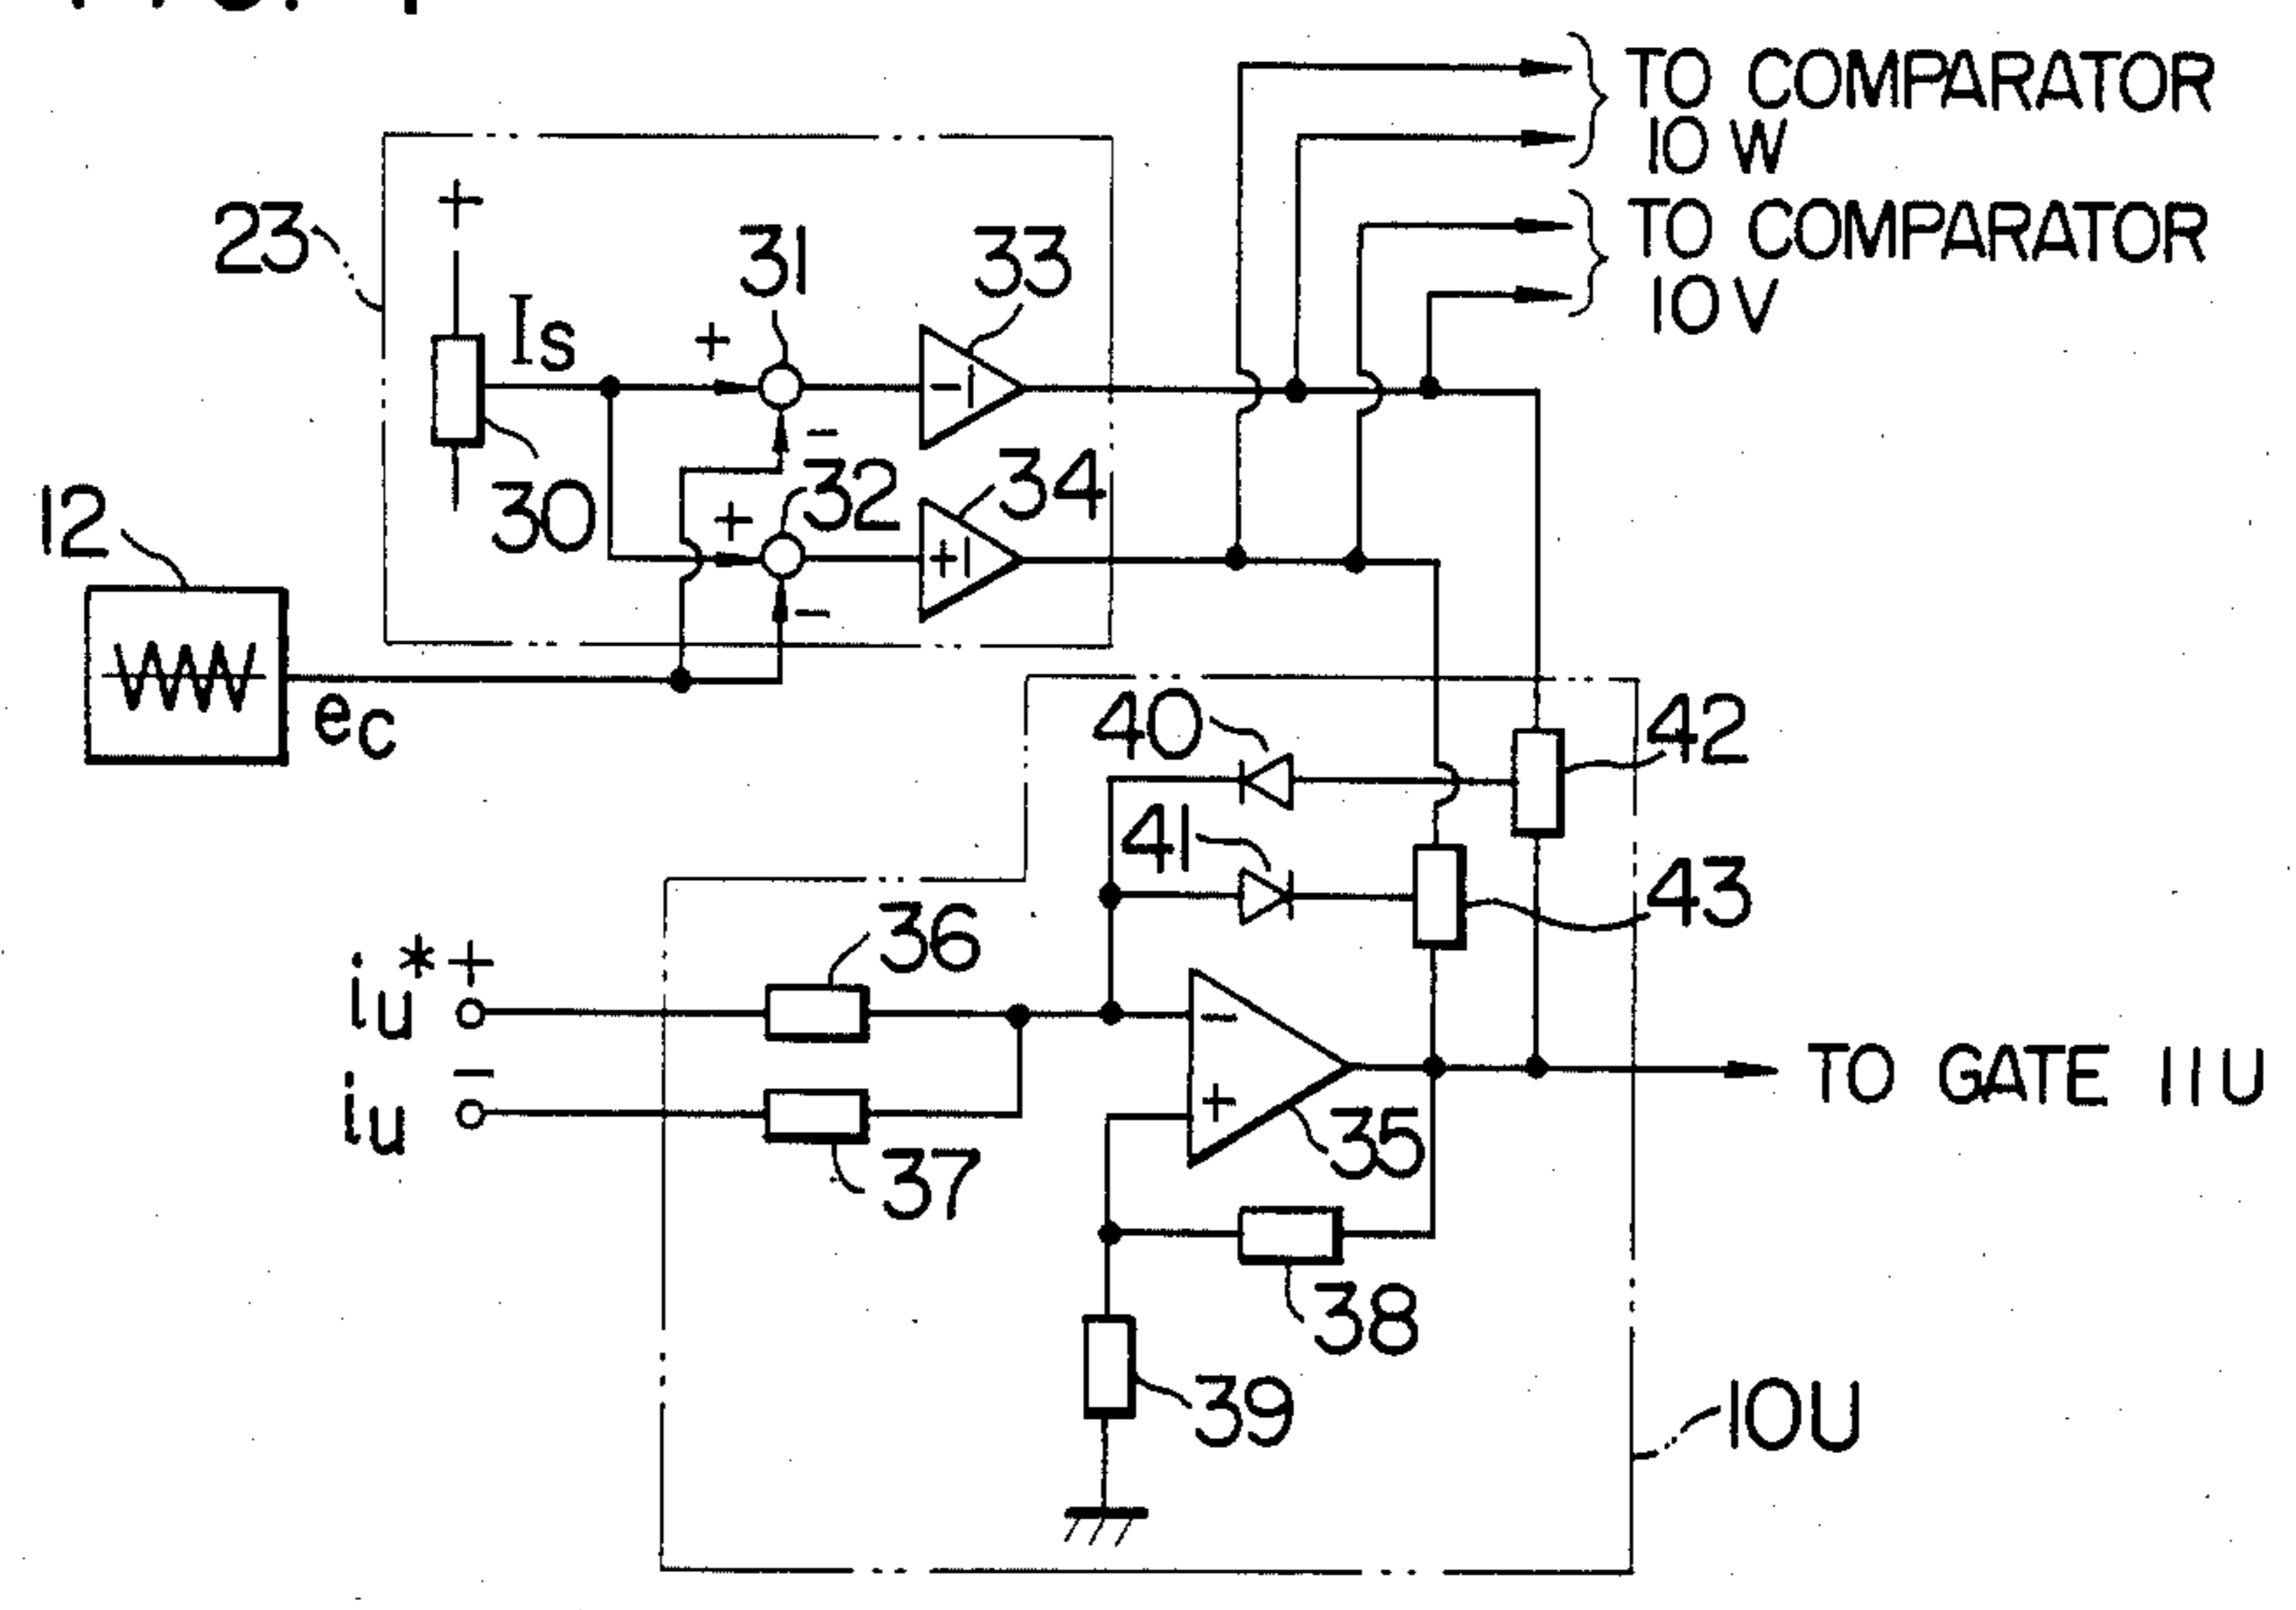 TO COMPARATOR
10 W
TO COMPARATOR
10 V
23
+
Is
31
33
+
-1
-
30
+
32
34
+1
-
12
ec
40
42
41
43
iu* +
36
-
iu -
37
+
35
TO GATE 11U
38
39
10U